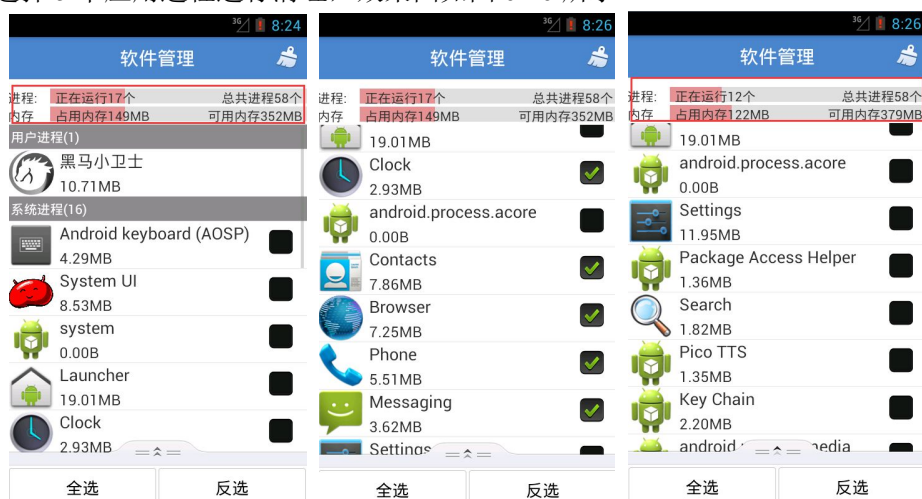 8:24
软件管理
进程: 正在运行17个 总共进程58个
内存 占用内存149MB 可用内存352MB
用户进程(1)
黑马小卫士
10.71MB
系统进程(16)
Android keyboard (AOSP)
4.29MB
System UI
8.53MB
system
0.00B
Launcher
19.01MB
Clock
2.93MB
全选 反选
3G 8:26
软件管理
进程: 正在运行17个 总共进程58个
内存 占用内存149MB 可用内存352MB
19.01MB
Clock
2.93MB
android.process.acore
0.00B
Contacts
7.86MB
Browser
7.25MB
Phone
5.51MB
Messaging
3.62MB
Settings
全选 反选
3G 8:26
软件管理
进程: 正在运行12个 总共进程58个
内存 占用内存122MB 可用内存379MB
19.01MB
android.process.acore
0.00B
Settings
11.95MB
Package Access Helper
1.36MB
Search
1.82MB
Pico TTS
1.35MB
Key Chain
2.20MB
android
全选 反选